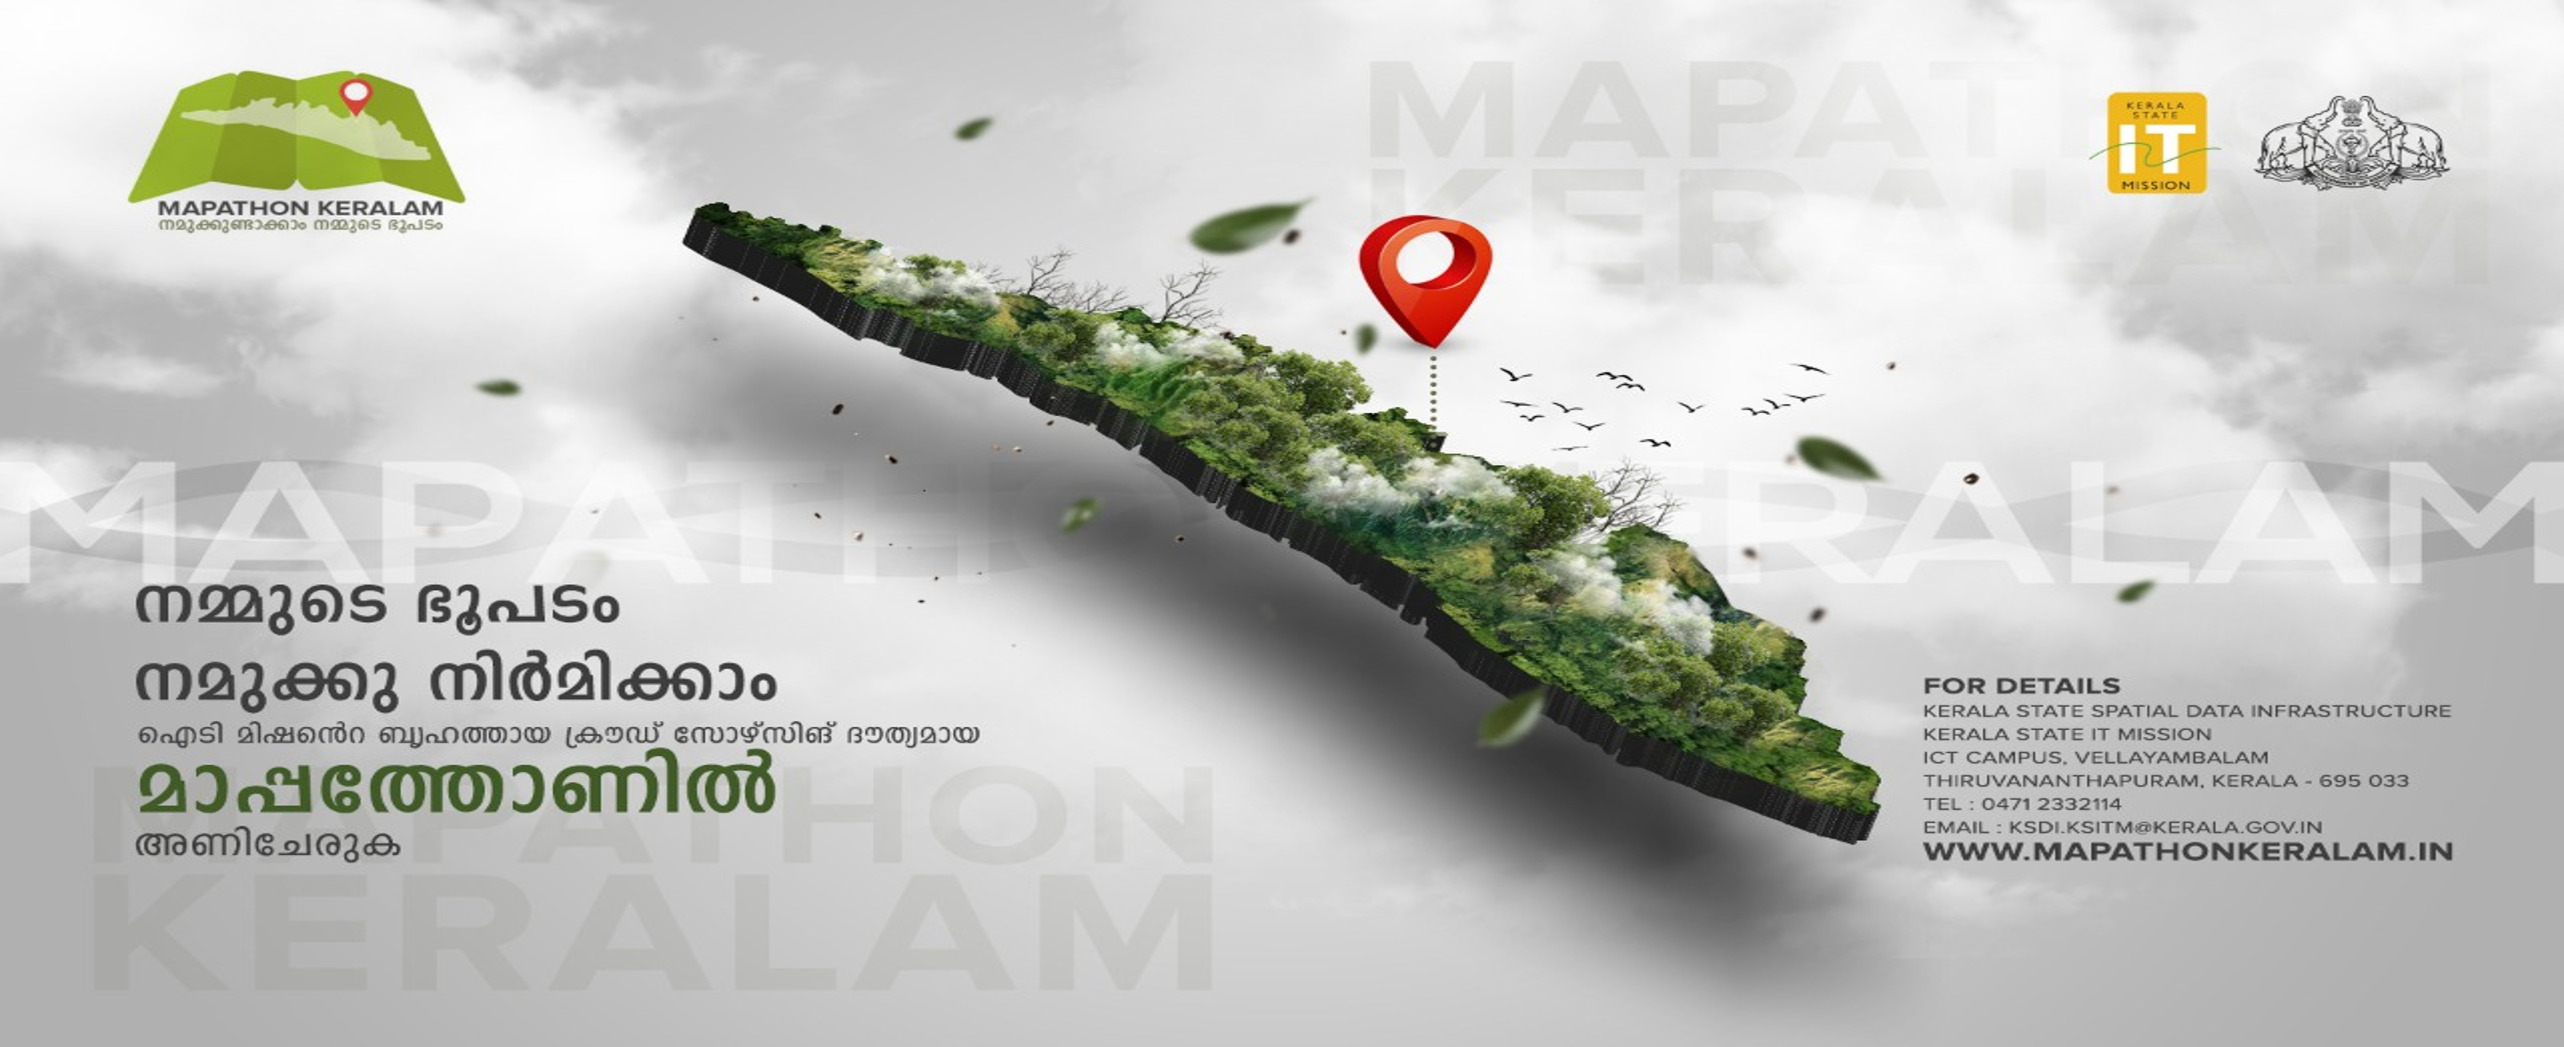 MAPATHON
KERALAM
MAPATHON KERALAM
നമുക്കുണ്ടാക്കാം നമ്മുടെ ഭൂപടം
KERALA
STATE
IT
MISSION
MAPATHON KERALAM
നമ്മുടെ ഭൂപടം
നമുക്കു നിർമിക്കാം
ഐടി മിഷൻെറ ബൃഹത്തായ ക്രൗഡ് സോഴ്സിങ് ദൗത്യമായ
മാപ്പത്തോണിൽ
അണിചേരുക
MAPATHON
KERALAM
FOR DETAILS
KERALA STATE SPATIAL DATA INFRASTRUCTURE
KERALA STATE IT MISSION
ICT CAMPUS, VELLAYAMBALAM
THIRUVANANTHAPURAM, KERALA - 695 033
TEL : 0471 2332114
EMAIL : KSDI.KSITM@KERALA.GOV.IN
WWW.MAPATHONKERALAM.IN